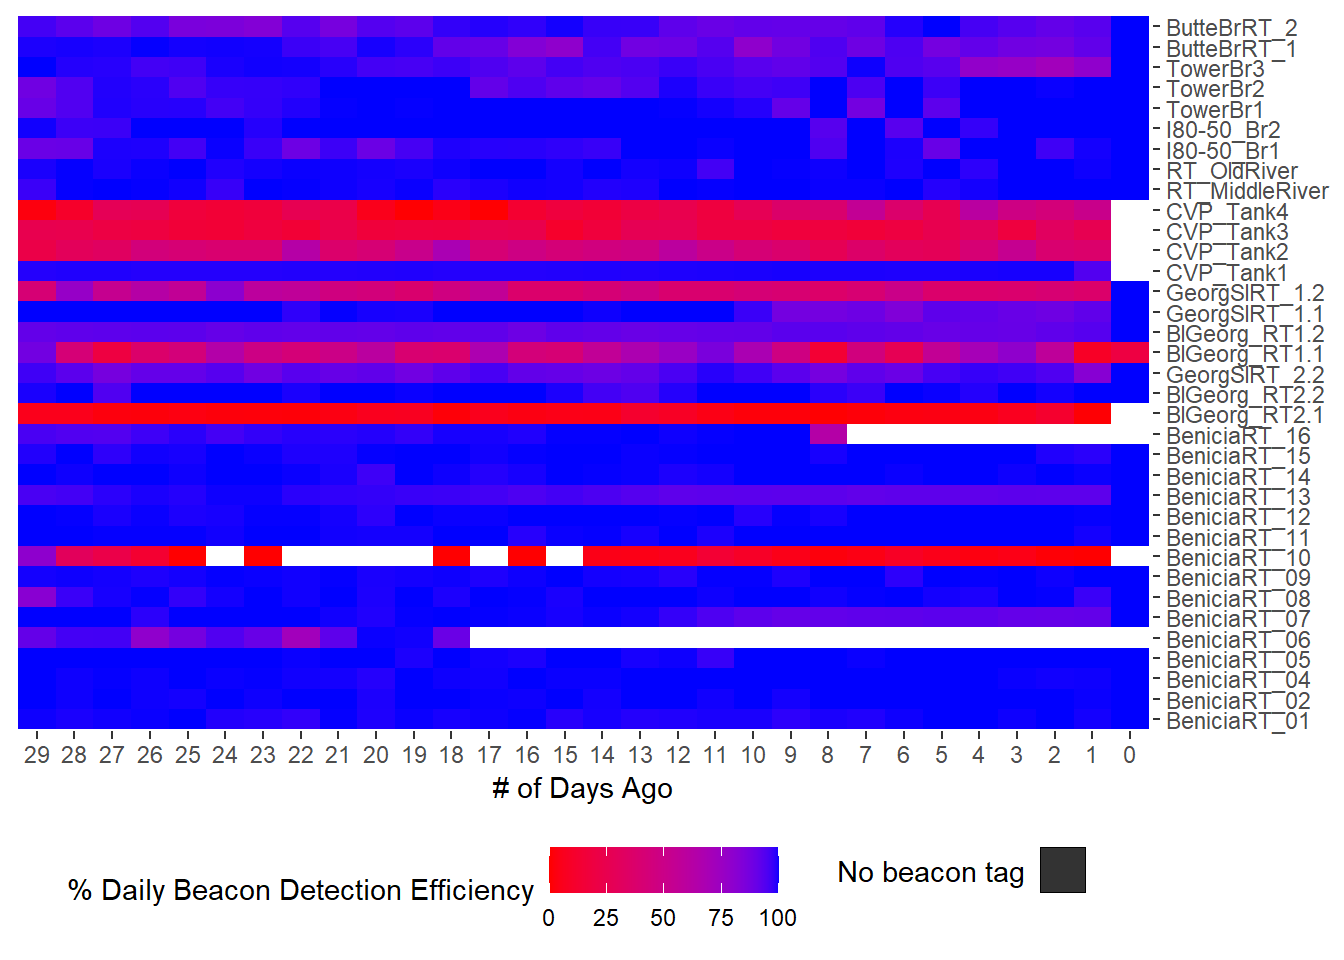 ButteBrRT_2
ButteBrRT_1
TowerBr3
TowerBr2
TowerBr1
I80-50_Br2
I80-50_Br1
RT_OldRiver
RT_MiddleRiver
CVP_Tank4
CVP_Tank3
CVP_Tank2
CVP_Tank1
GeorgSlRT_1.2
GeorgSlRT_1.1
BlGeorg_RT1.2
BlGeorg_RT1.1
GeorgSlRT_2.2
BlGeorg_RT2.2
BlGeorg_RT2.1
BeniciaRT_16
BeniciaRT_15
BeniciaRT_14
BeniciaRT_13
BeniciaRT_12
BeniciaRT_11
BeniciaRT_10
BeniciaRT_09
BeniciaRT_08
BeniciaRT_07
BeniciaRT_06
BeniciaRT_05
BeniciaRT_04
BeniciaRT_02
BeniciaRT_01
29 28 27 26 25 24 23 22 21 20 19 18 17 16 15 14 13 12 11 10 9 8 7 6 5 4 3 2 1 0
# of Days Ago
% Daily Beacon Detection Efficiency
0 25 50 75 100
No beacon tag